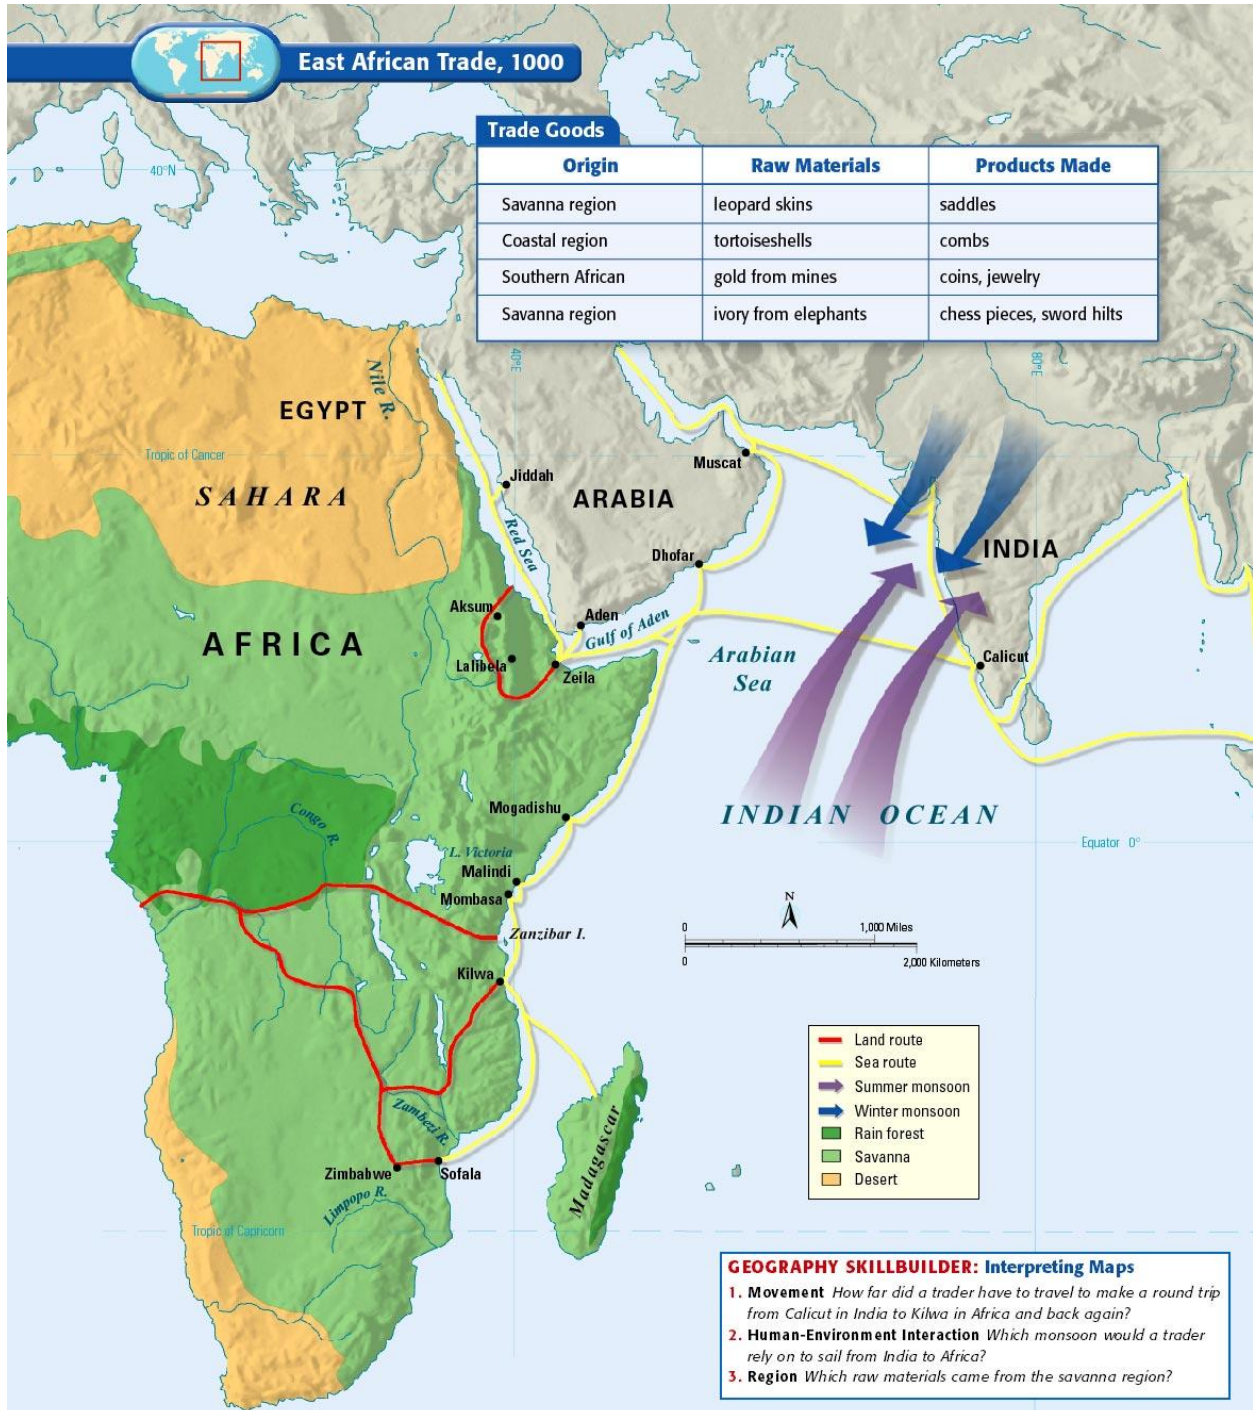 East African Trade, 1000
Trade Goods
Origin Raw Materials Products Made
Savanna region leopard skins saddles
Coastal region tortoiseshells combs
Southern African gold from mines coins, jewelry
Savanna region ivory from elephants chess pieces, sword hilts
40°N
40°E
80°E
Nile R.
EGYPT
Tropic of Cancer
SAHARA
Muscat
Jiddah
ARABIA
Red Sea
INDIA
Dhofar
Aksum
Aden
Gulf of Aden
AFRICA
Lalibela
Zeila
Arabian
Sea
Calicut
Mogadishu
INDIAN OCEAN
Congo R.
Equator 0°
L. Victoria
Malindi
Mombasa
Zanzibar I.
N
0 1,000 Miles
0 2,000 Kilometers
Kilwa
Land route
Sea route
Summer monsoon
Winter monsoon
Rain forest
Savanna
Desert
Zambezi R.
Madagascar
Zimbabwe
Sofala
Limpopo R.
Tropic of Capricorn
GEOGRAPHY SKILLBUILDER: Interpreting Maps
1. Movement How far did a trader have to travel to make a round trip
from Calicut in India to Kilwa in Africa and back again?
2. Human-Environment Interaction Which monsoon would a trader
rely on to sail from India to Africa?
3. Region Which raw materials came from the savanna region?